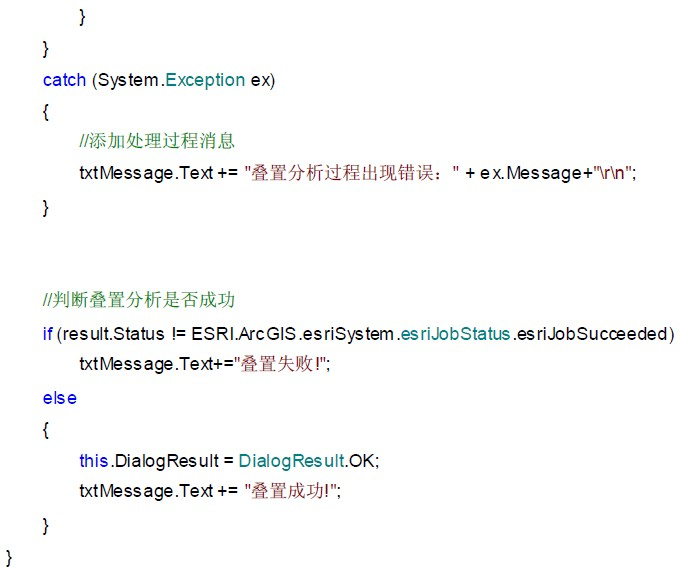 }
}
catch (System.Exception ex)
{
//添加处理过程消息
txtMessage.Text += "叠置分析过程出现错误：" + ex.Message+"\r\n";
}
//判断叠置分析是否成功
if (result.Status != ESRI.ArcGIS.esriSystem.esriJobStatus.esriJobSucceeded)
txtMessage.Text+="叠置失败!";
else
{
this.DialogResult = DialogResult.OK;
txtMessage.Text += "叠置成功!";
}
}